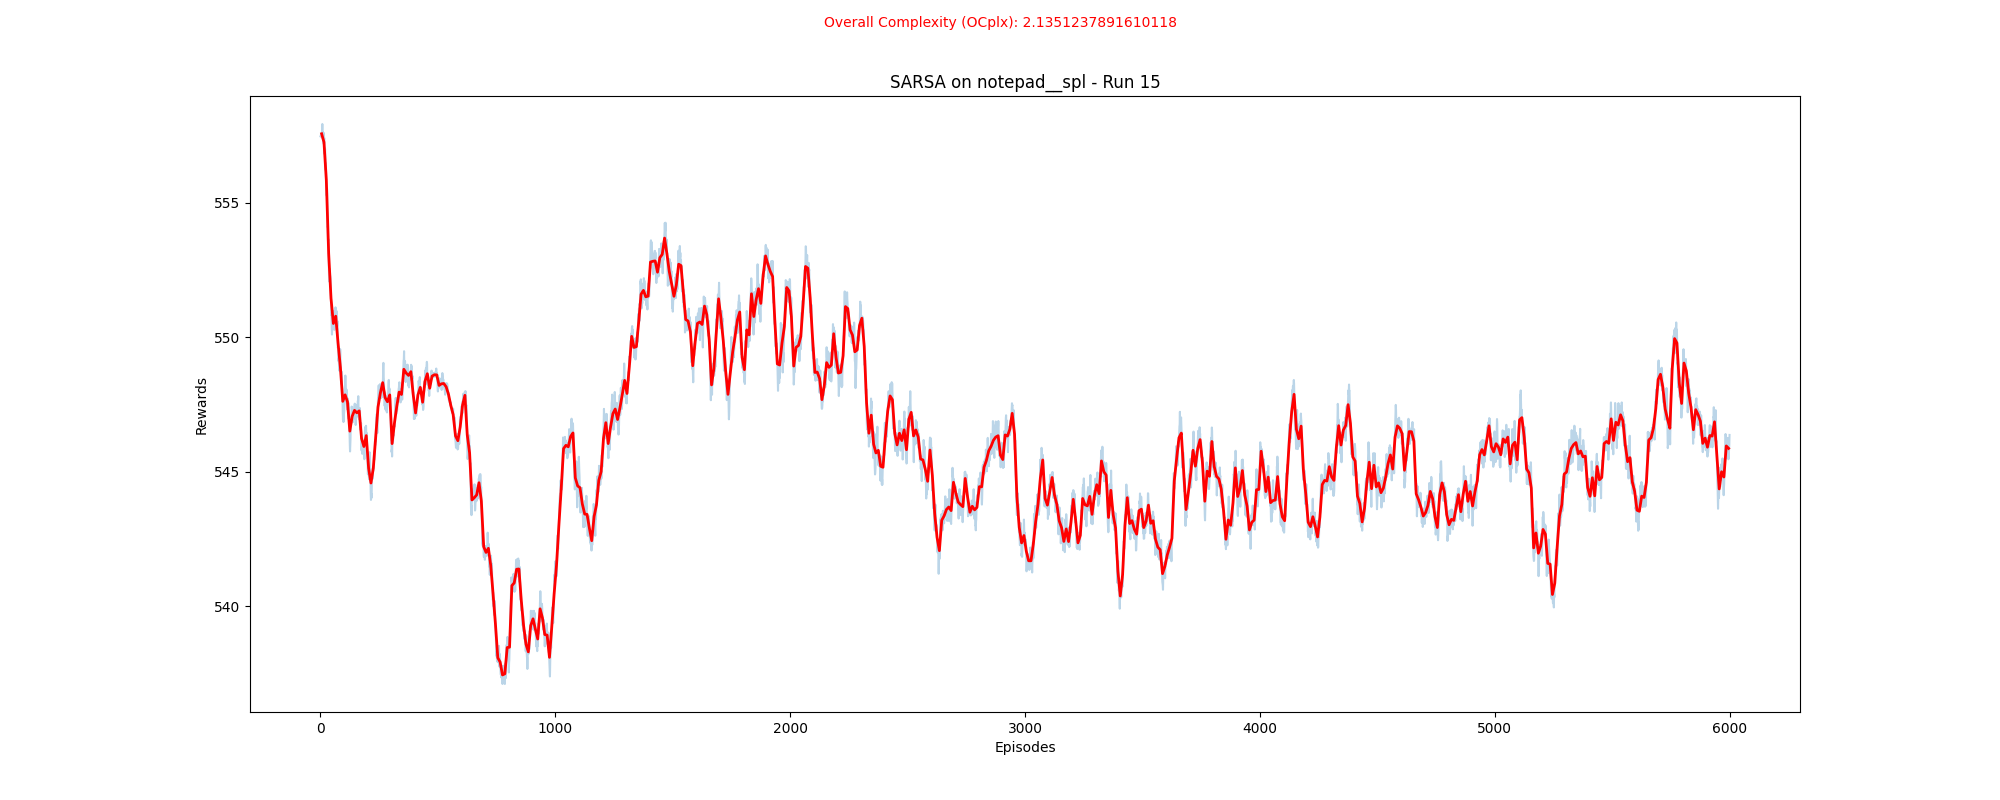 Overall Complexity (OCplx): 2.1351237891610118
SARSA on notepad__spl - Run 15
Rewards
555
550
545
540
0 1000 2000 3000 4000 5000 6000
Episodes